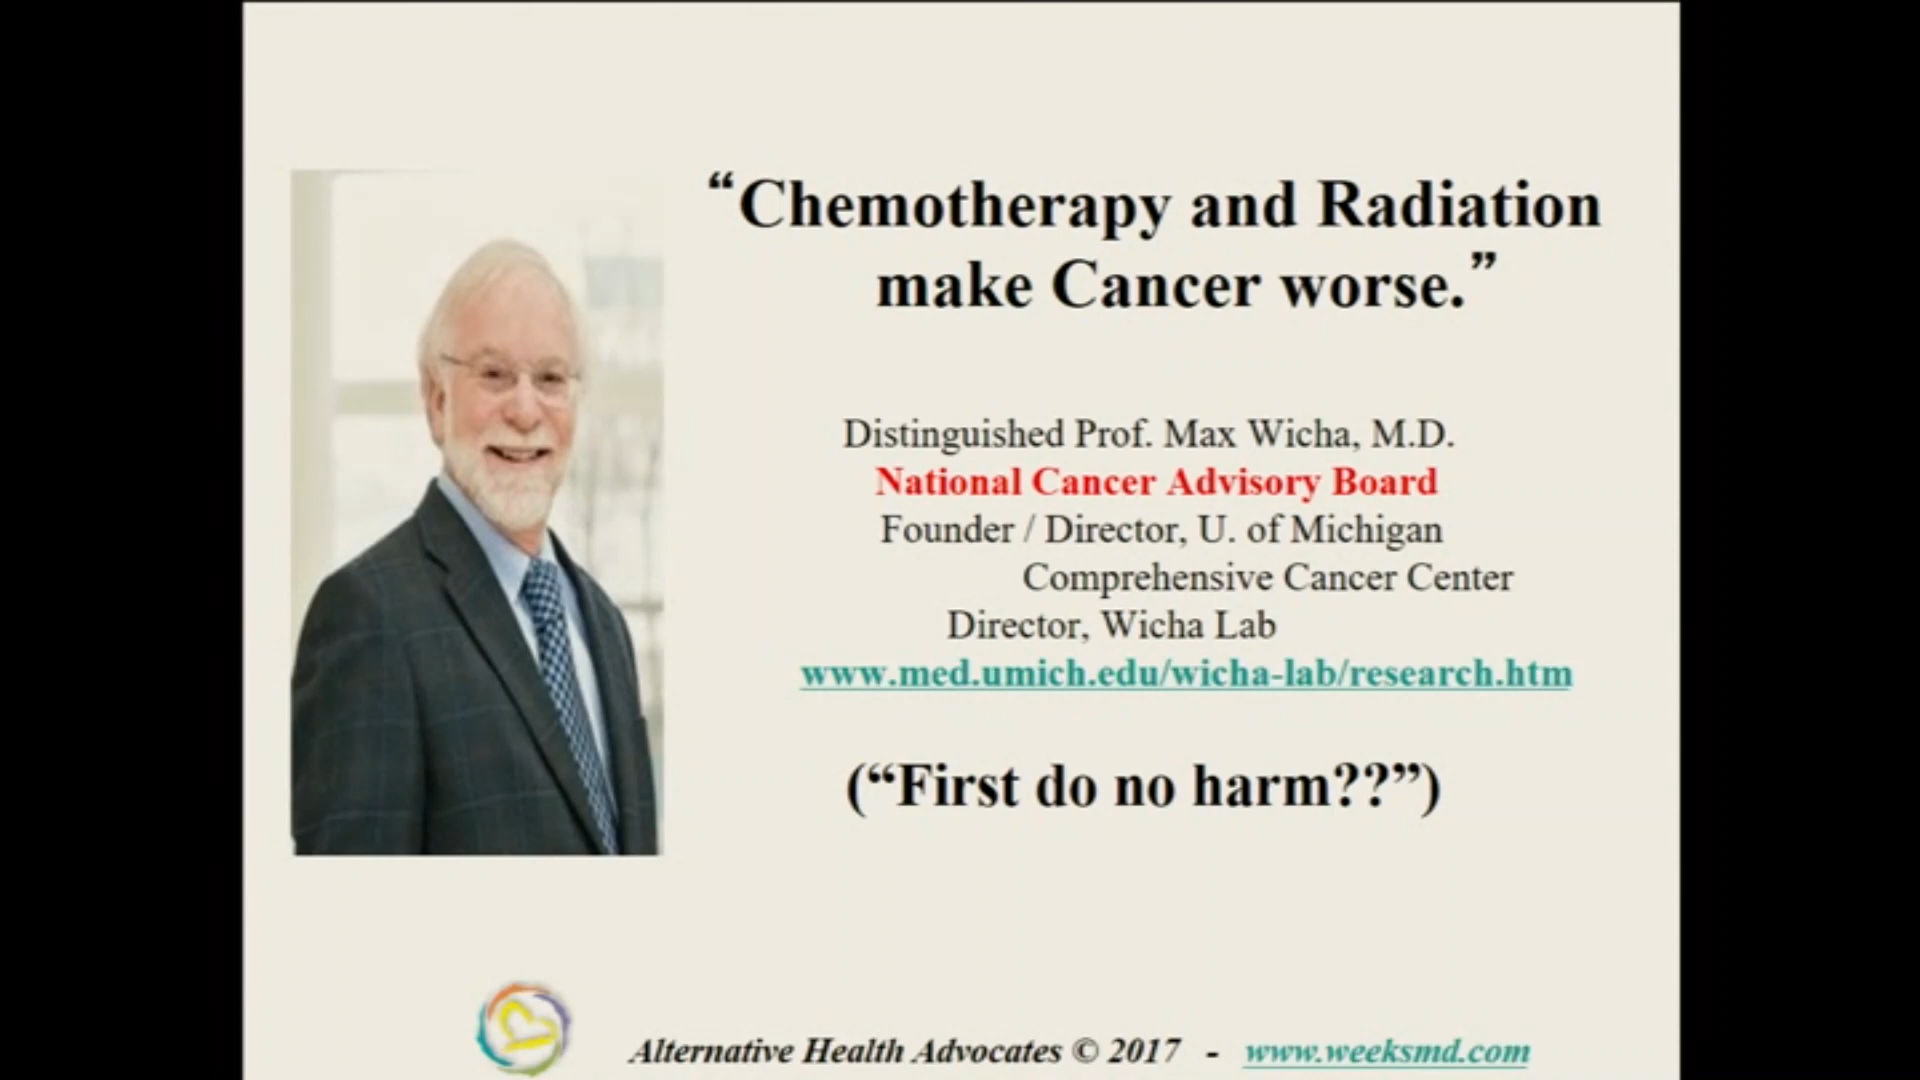 “Chemotherapy and Radiation
make Cancer worse.”
Distinguished Prof. Max Wicha, M.D.
National Cancer Advisory Board
Founder / Director, U. of Michigan
Comprehensive Cancer Center
Director, Wicha Lab
www.med.umich.edu/wicha-lab/research.htm
(“First do no harm??”)
Alternative Health Advocates © 2017 - www.weeksmd.com